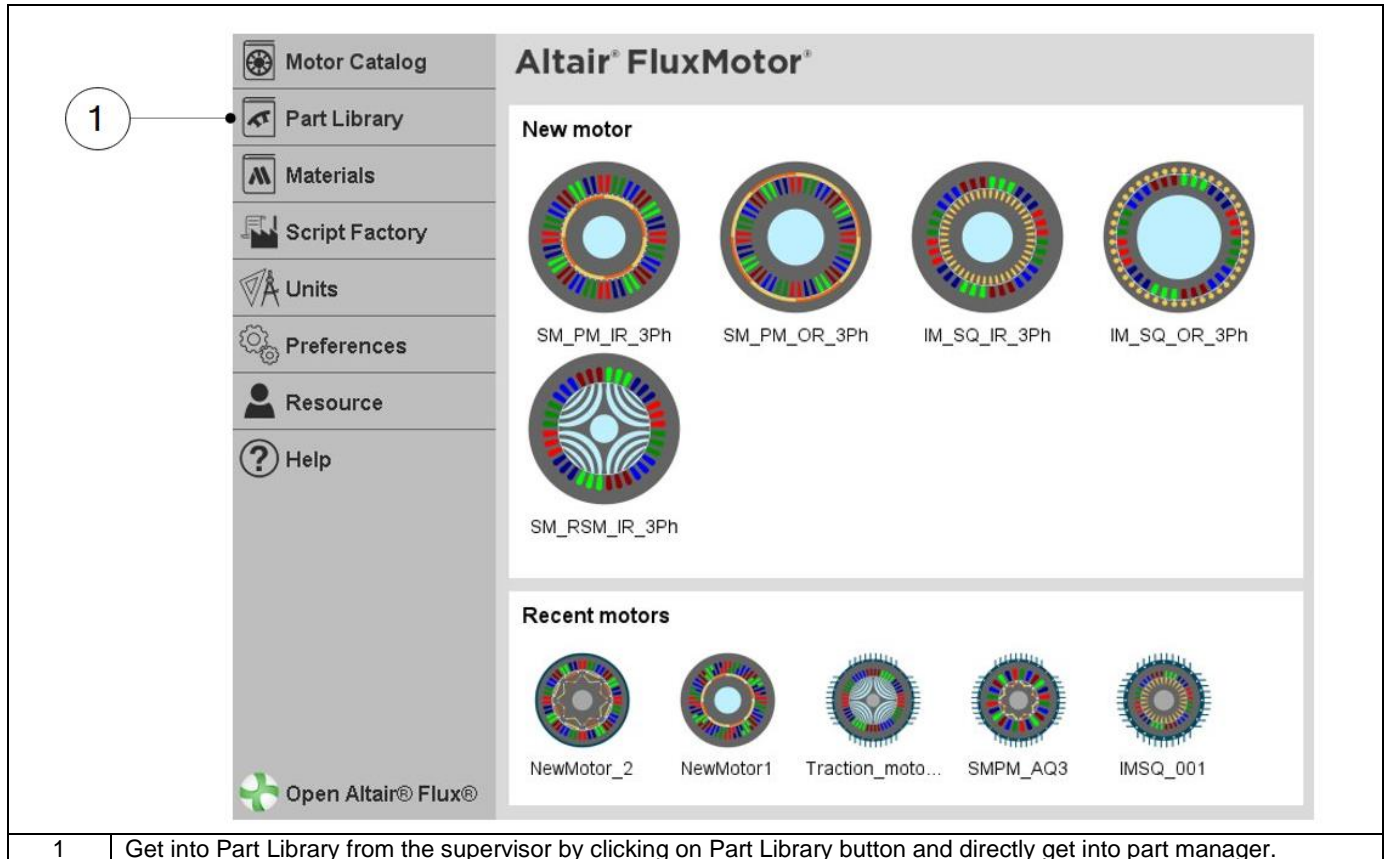 Motor Catalog
Part Library
Materials
Script Factory
Units
Preferences
Resource
Help
Open Altair® Flux®
1
Altair® FluxMotor®
New motor
SM_PM_IR_3Ph SM_PM_OR_3Ph IM_SQ_IR_3Ph IM_SQ_OR_3Ph
SM_RSM_IR_3Ph
Recent motors
NewMotor_2 NewMotor1 Traction_moto... SMPM_AQ3 IMSQ_001
1 Get into Part Library from the supervisor by clicking on Part Library button and directly get into part manager.